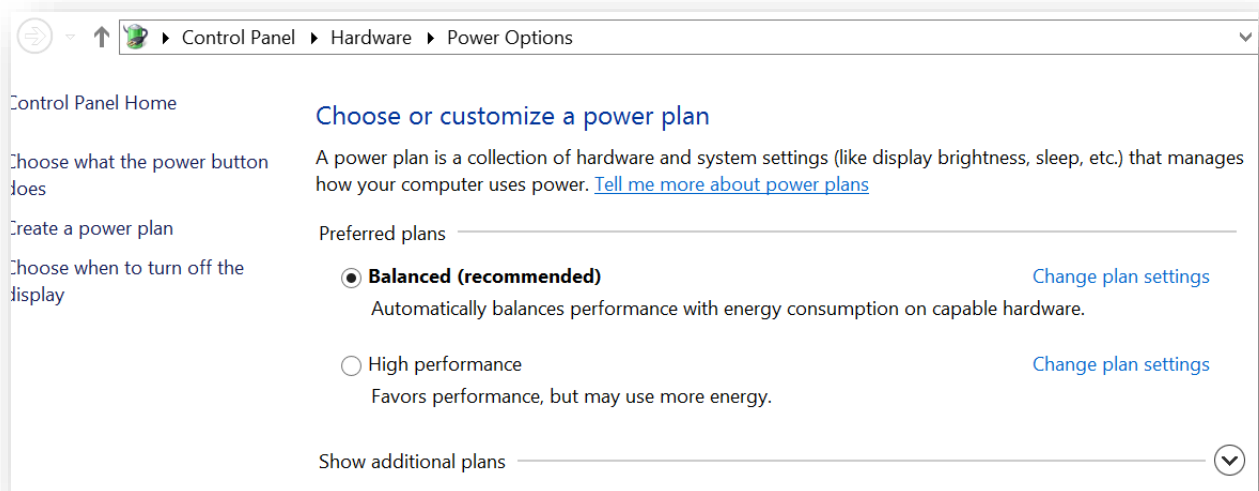 Control Panel Hardware Power Options
Control Panel Home
Choose or customize a power plan
A power plan is a collection of hardware and system settings (like display brightness, sleep, etc.) that manages
how your computer uses power. Tell me more about power plans
Choose what the power button
does
Create a power plan
Choose when to turn off the
display
Preferred plans
Balanced (recommended) Change plan settings
Automatically balances performance with energy consumption on capable hardware.
High performance Change plan settings
Favors performance, but may use more energy.
Show additional plans